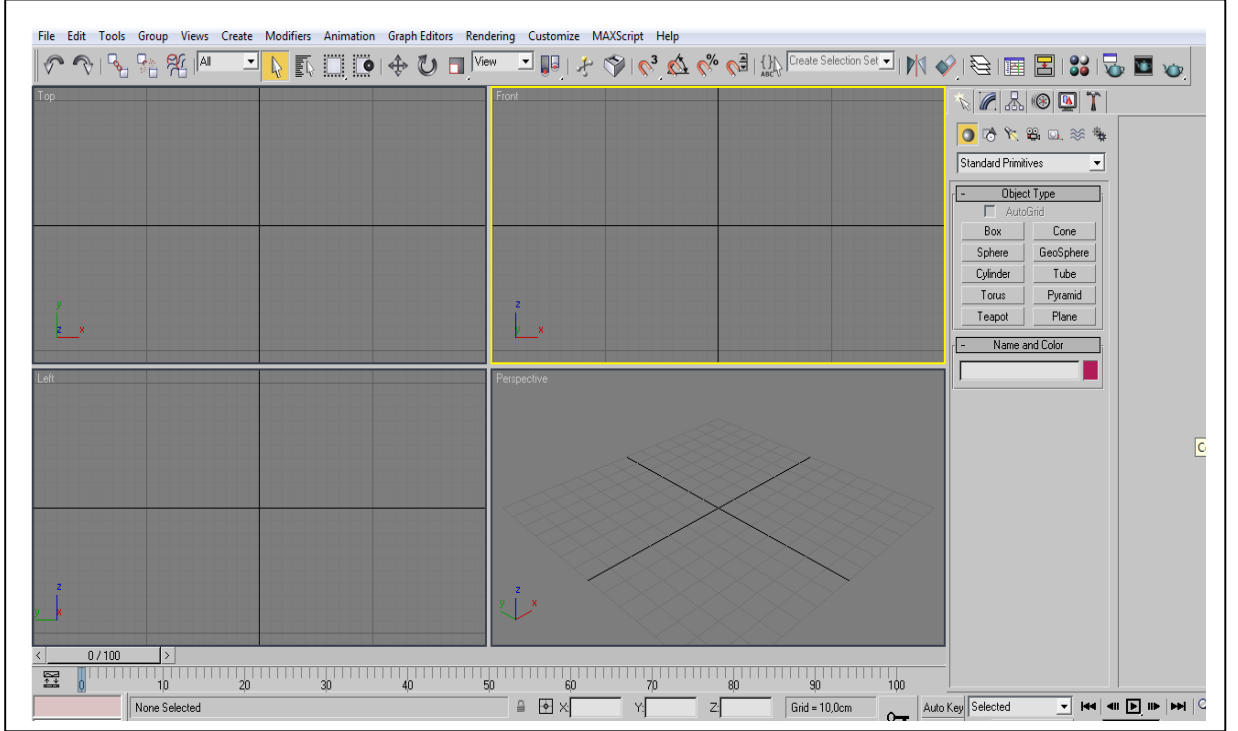 File Edit Tools Group Views Create Modifiers Animation Graph Editors Rendering Customize MAXScript Help
All View 3 % ABC Create Selection Set
Top Front
Standard Primitives
- Object Type
AutoGrid
Box Cone
Sphere GeoSphere
Cylinder Tube
Torus Pyramid
Teapot Plane
- Name and Color
y z x
z y x
Left Perspective
z y x
z y x
< 0 / 100 >
0 10 20 30 40 50 60 70 80 90 100
None Selected X: Y: Z: Grid = 10,0cm Auto Key Selected